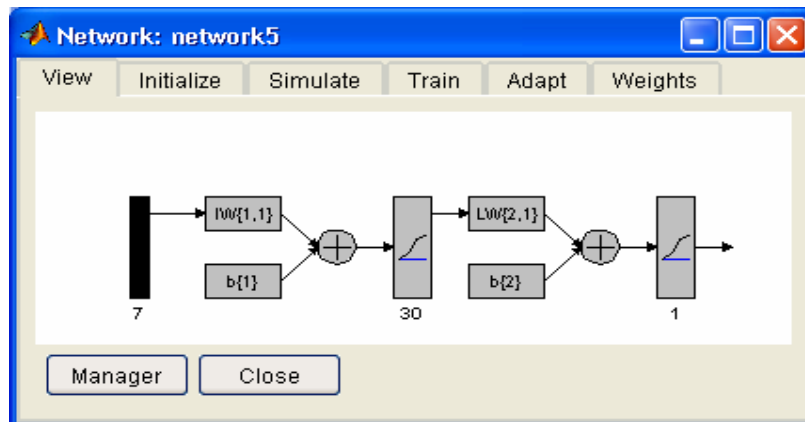 Network: network5
View Initialize Simulate Train Adapt Weights
IW{1,1} LW{2,1}
b{1} b{2}
7 30 1
Manager Close